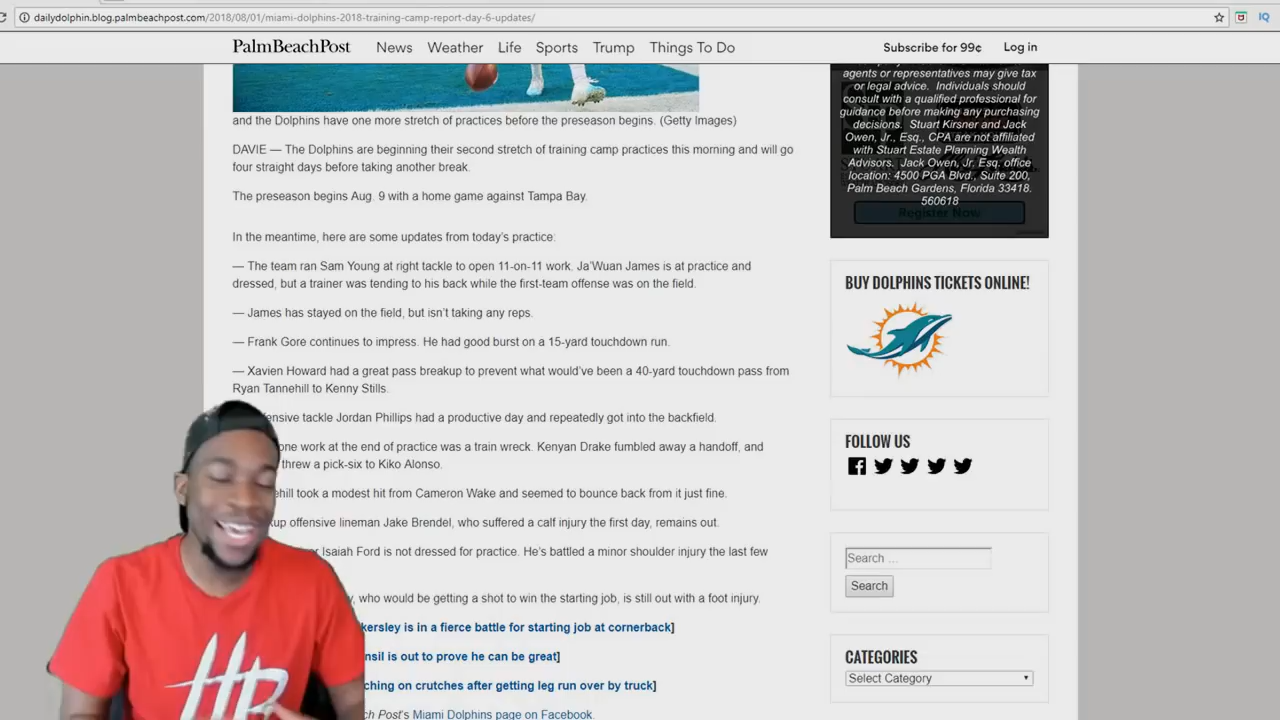 dailydolphin.blog.palmbeachpost.com/2018/08/01/miami-dolphins-2018-training-camp-report-day-6-updates/
PalmBeachPost News Weather Life Sports Trump Things To Do Subscribe for 99¢ Log in
and the Dolphins have one more stretch of practices before the preseason begins. (Getty Images)
DAVIE — The Dolphins are beginning their second stretch of training camp practices this morning and will go
four straight days before taking another break.
The preseason begins Aug. 9 with a home game against Tampa Bay.
In the meantime, here are some updates from today’s practice:
— The team ran Sam Young at right tackle to open 11-on-11 work. Ja’Wuan James is at practice and
dressed, but a trainer was tending to his back while the first-team offense was on the field.
— James has stayed on the field, but isn’t taking any reps.
— Frank Gore continues to impress. He had good burst on a 15-yard touchdown run.
— Xavien Howard had a great pass breakup to prevent what would’ve been a 40-yard touchdown pass from
Ryan Tannehill to Kenny Stills.
ensive tackle Jordan Phillips had a productive day and repeatedly got into the backfield.
one work at the end of practice was a train wreck. Kenyan Drake fumbled away a handoff, and
threw a pick-six to Kiko Alonso.
ehill took a modest hit from Cameron Wake and seemed to bounce back from it just fine.
kup offensive lineman Jake Brendel, who suffered a calf injury the first day, remains out.
er Isaiah Ford is not dressed for practice. He’s battled a minor shoulder injury the last few
, who would be getting a shot to win the starting job, is still out with a foot injury.
kersley is in a fierce battle for starting job at cornerback]
nsil is out to prove he can be great]
ching on crutches after getting leg run over by truck]
ch Post’s Miami Dolphins page on Facebook.
agents or representatives may give tax
or legal advice. Individuals should
consult with a qualified professional for
guidance before making any purchasing
decisions. Stuart Kirsner and Jack
Owen, Jr., Esq., CPA are not affiliated
with Stuart Estate Planning Wealth
Advisors. Jack Owen, Jr. Esq. office
location: 4500 PGA Blvd., Suite 200,
Palm Beach Gardens, Florida 33418.
560618
Register Now
BUY DOLPHINS TICKETS ONLINE!
FOLLOW US
Search ...
Search
CATEGORIES
Select Category
HR